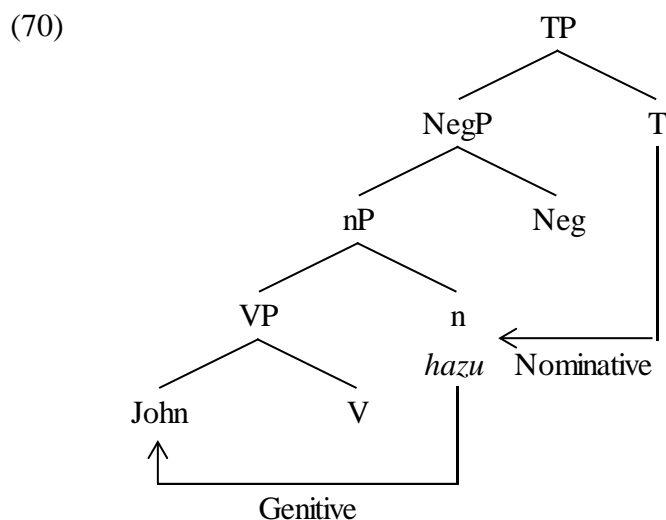 (70)
TP
NegP T
nP Neg
VP n
hazu Nominative
John V
Genitive